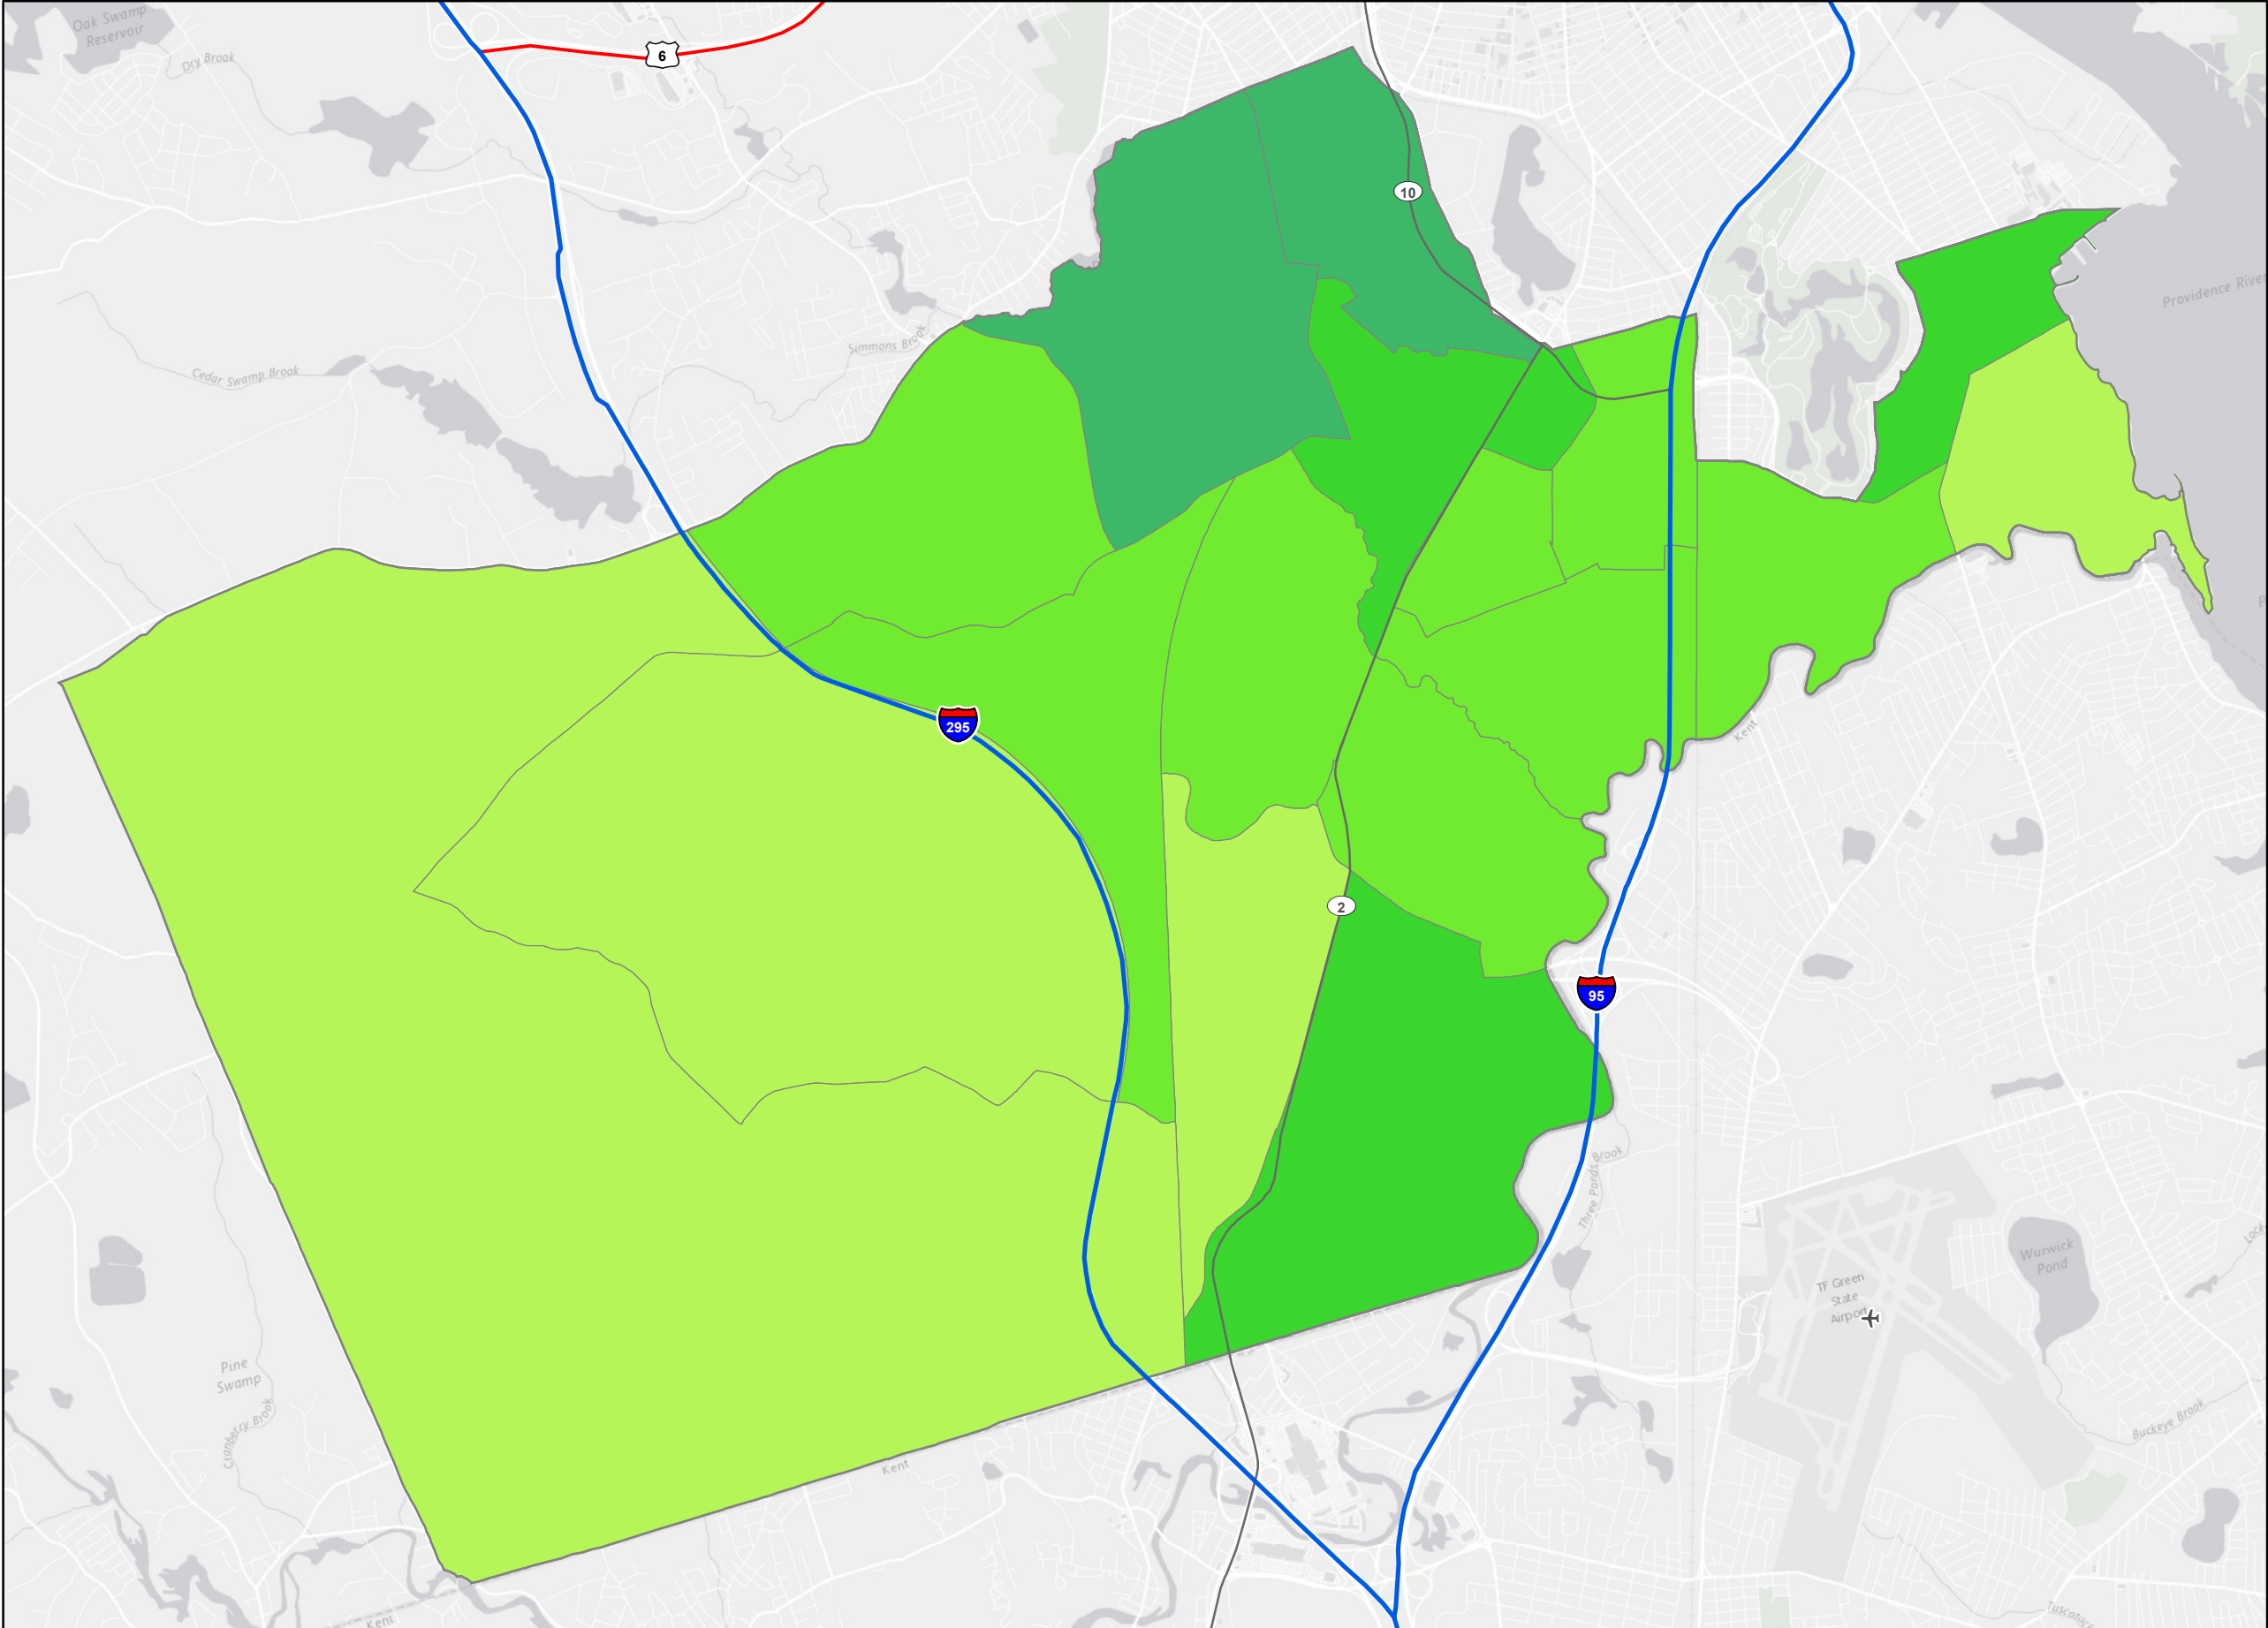 Oak Swamp
Reservoir
Dry Brook
6
10
Providence River
Simmons Brook
Cedar Swamp Brook
295
Kent
2
95
Three Ponds Brook
Warwick
Pond
TF Green
State
Airport
Pine
Swamp
Cranberry Brook
Buckeye Brook
Kent
Kent